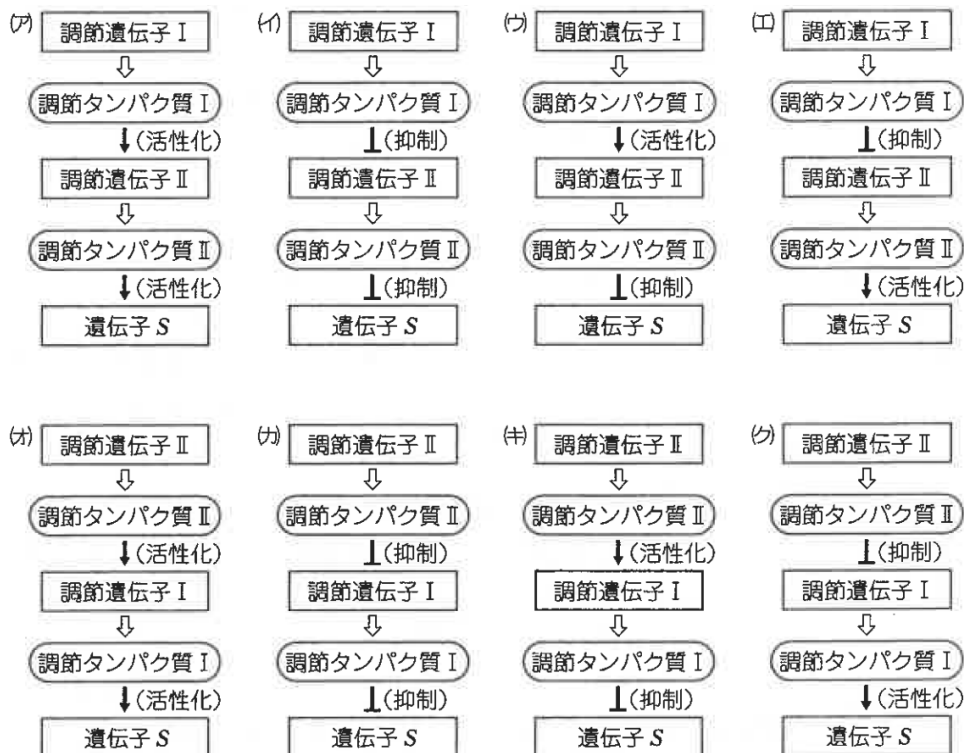 (ア) 調節遺伝子Ⅰ (イ) 調節遺伝子Ⅰ (ウ) 調節遺伝子Ⅰ (エ) 調節遺伝子Ⅰ
調節タンパク質Ⅰ 調節タンパク質Ⅰ 調節タンパク質Ⅰ 調節タンパク質Ⅰ
(活性化) (抑制) (活性化) (抑制)
調節遺伝子Ⅱ 調節遺伝子Ⅱ 調節遺伝子Ⅱ 調節遺伝子Ⅱ
調節タンパク質Ⅱ 調節タンパク質Ⅱ 調節タンパク質Ⅱ 調節タンパク質Ⅱ
(活性化) (抑制) (抑制) (活性化)
遺伝子 S 遺伝子 S 遺伝子 S 遺伝子 S
(オ) 調節遺伝子Ⅱ (カ) 調節遺伝子Ⅱ (キ) 調節遺伝子Ⅱ (ク) 調節遺伝子Ⅱ
調節タンパク質Ⅱ 調節タンパク質Ⅱ 調節タンパク質Ⅱ 調節タンパク質Ⅱ
(活性化) (抑制) (活性化) (抑制)
調節遺伝子Ⅰ 調節遺伝子Ⅰ 調節遺伝子Ⅰ 調節遺伝子Ⅰ
調節タンパク質Ⅰ 調節タンパク質Ⅰ 調節タンパク質Ⅰ 調節タンパク質Ⅰ
(活性化) (抑制) (抑制) (活性化)
遺伝子 S 遺伝子 S 遺伝子 S 遺伝子 S